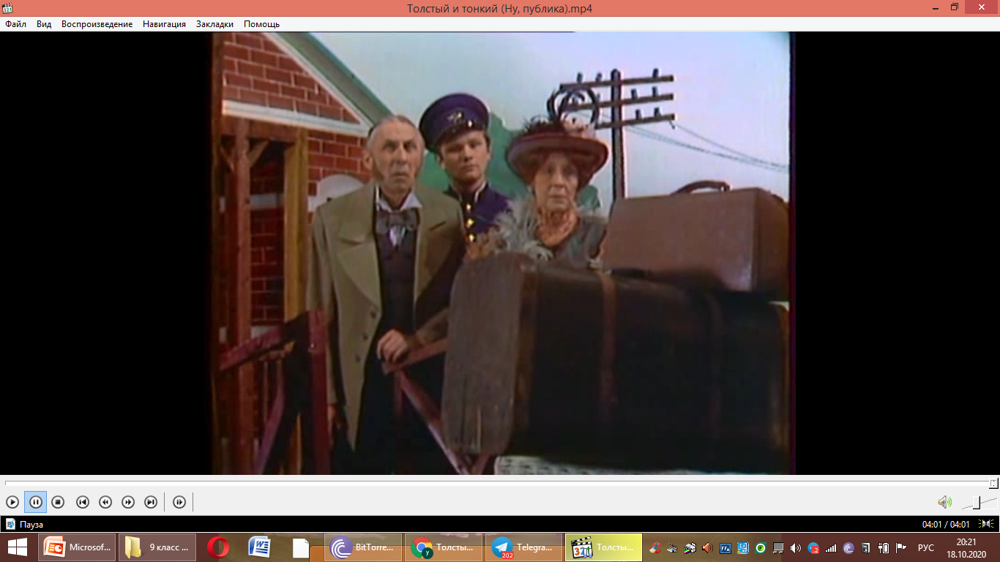 Толстый и тонкий (Ну, публика).mp4
Файл Вид Воспроизведение Навигация Закладки Помощь
Пауза
04:01 / 04:01
Microsof... 9 класс ... BitTorre... Толсты... Telegra... Толсты...
202
РУС
20:21
18.10.2020